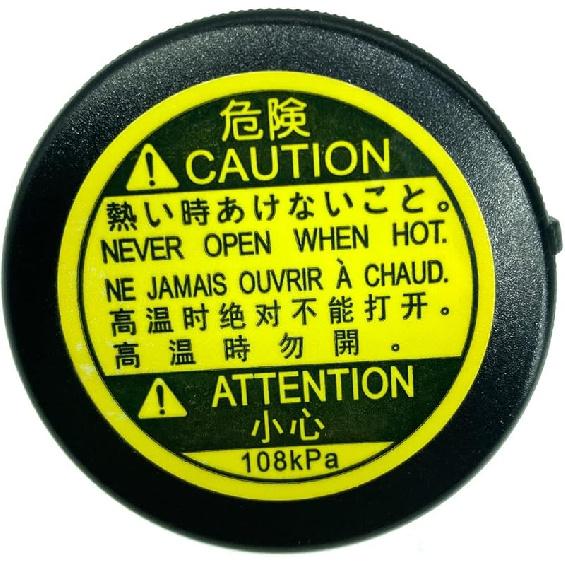 危険
CAUTION
熱い時あけないこと。
NEVER OPEN WHEN HOT.
NE JAMAIS OUVRIR À CHAUD.
高温时绝对不能打开。
高温時勿開。
ATTENTION
小心
108kPa